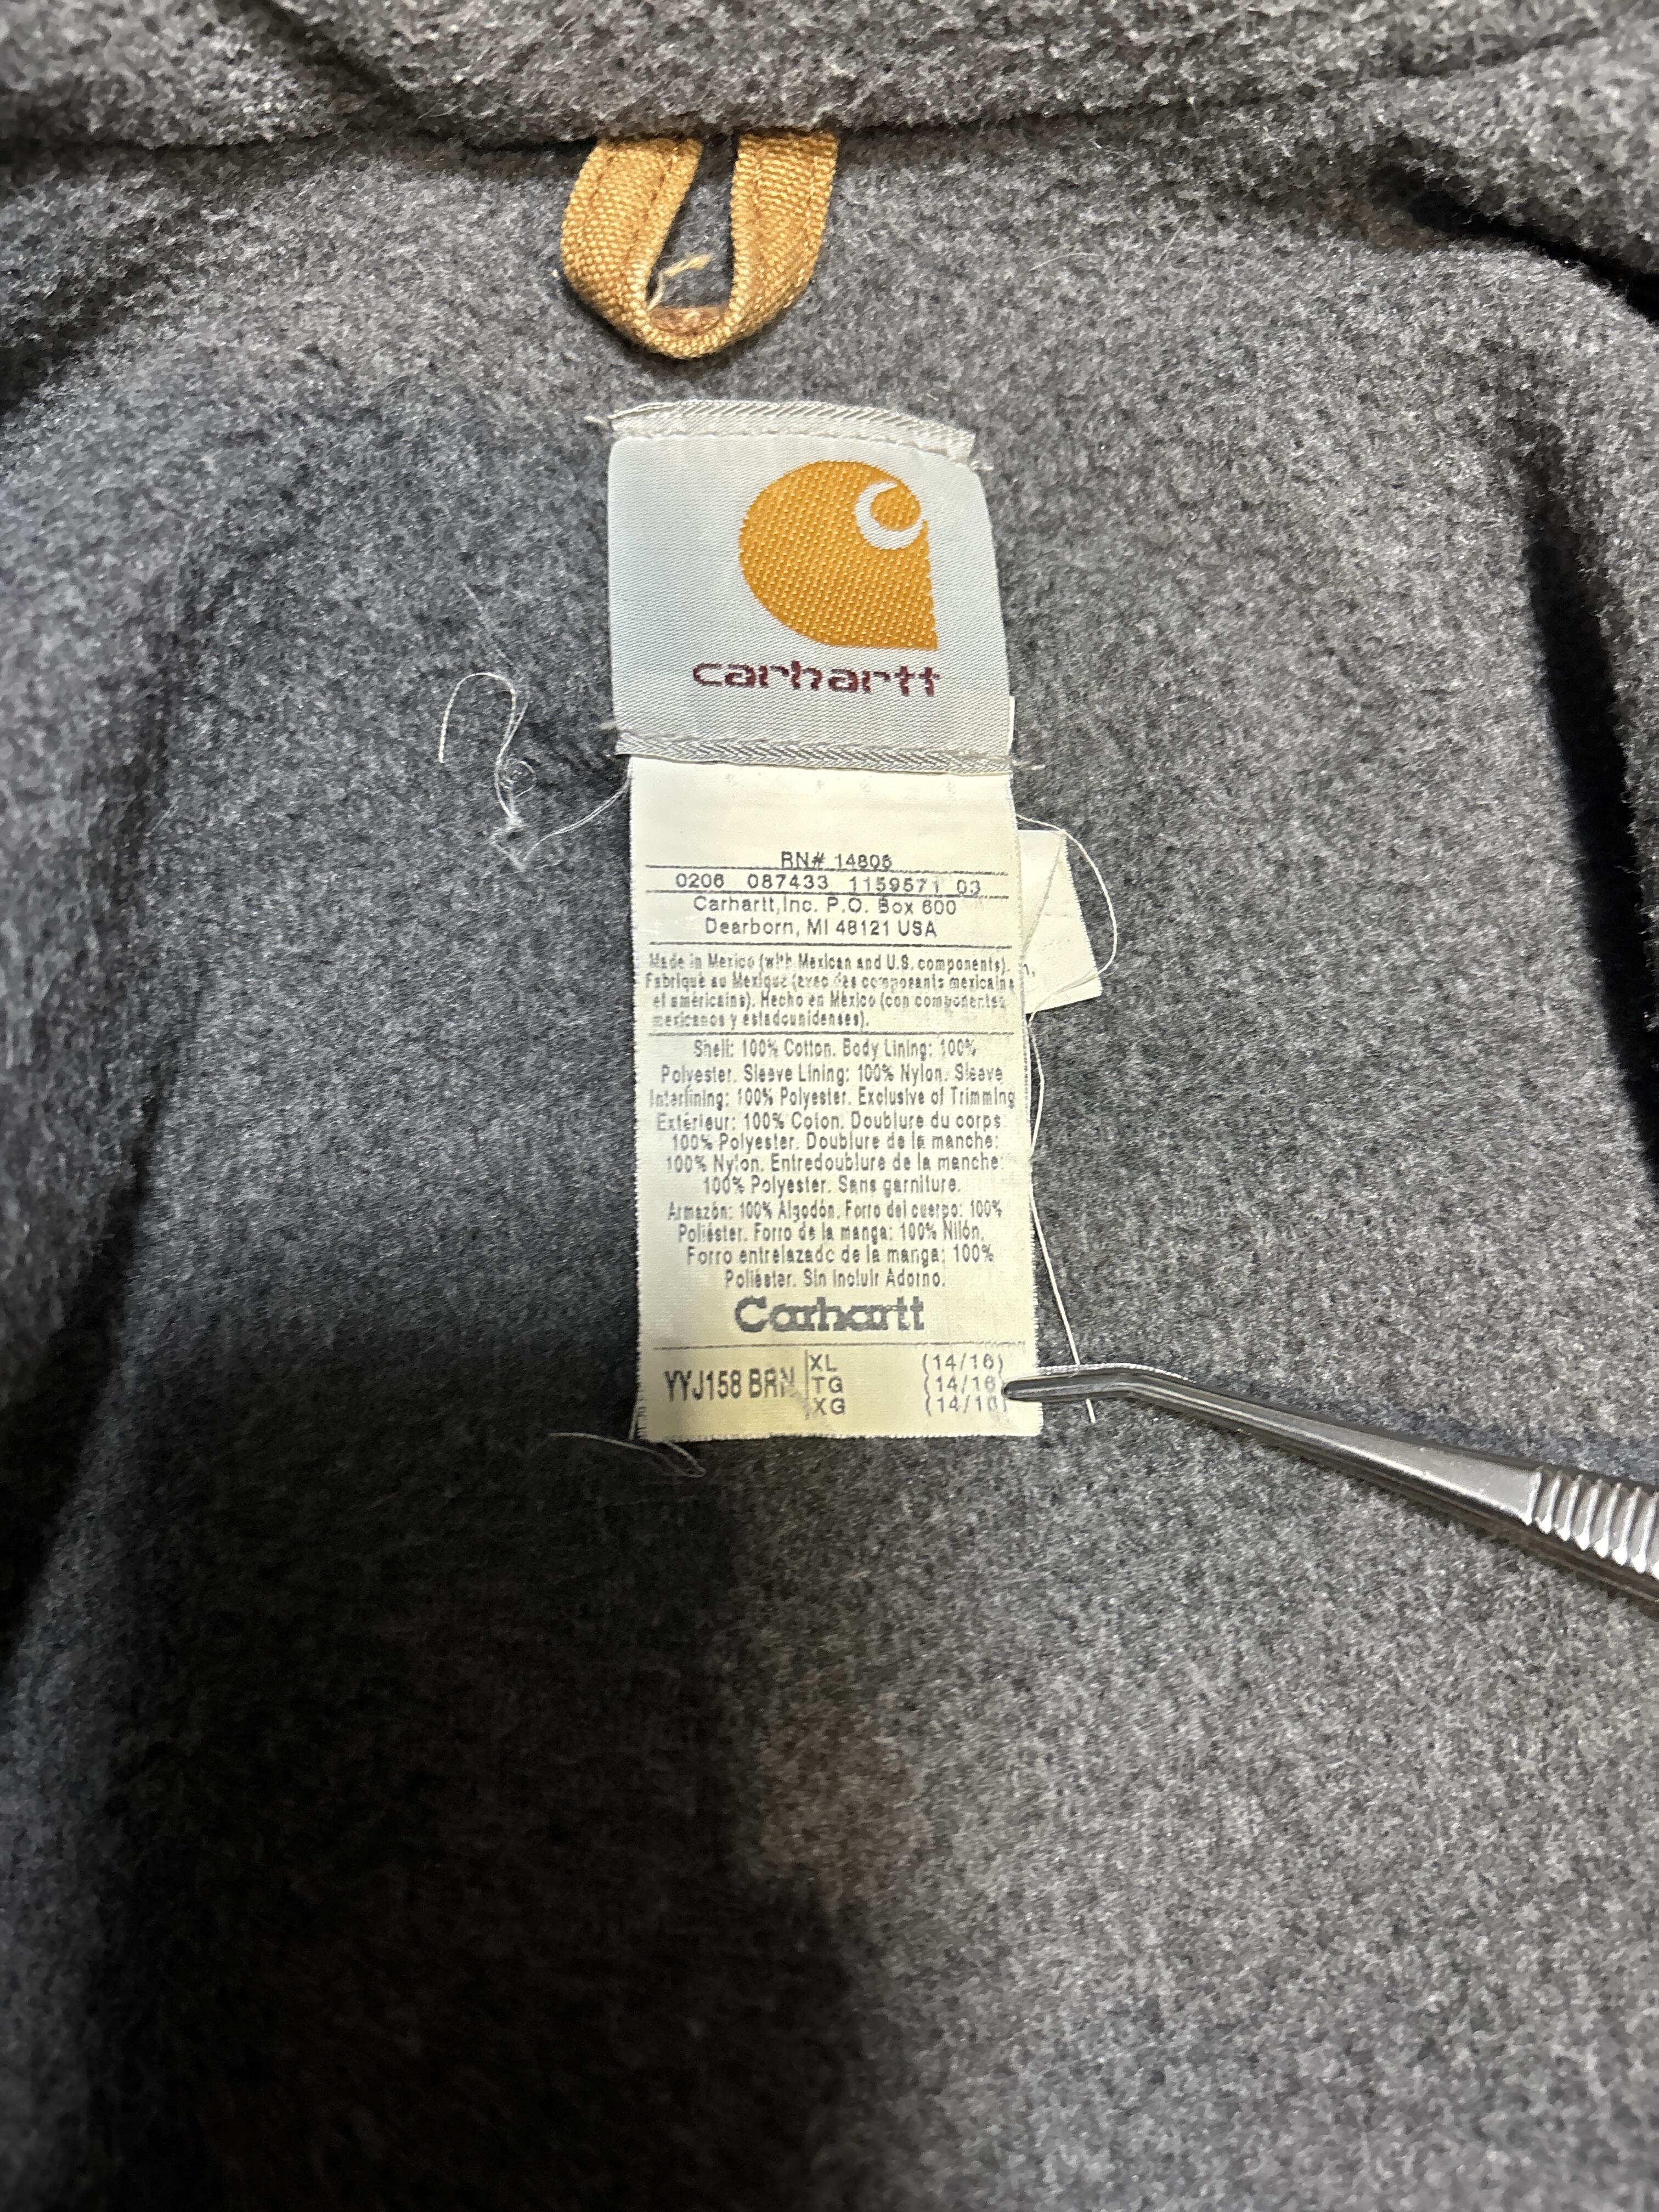 carhartt
RN# 14806
0206 087433 1159571 03
Carhartt,Inc. P.O. Box 600
Dearborn, MI 48121 USA
Made in Mexico (with Mexican and U.S. components).
Fabriqué au Mexique (avec des composants mexicains
et américains). Hecho en México (con componentes
mexicanos y estadounidenses).
Shell: 100% Cotton. Body Lining: 100%
Polyester. Sleeve Lining: 100% Nylon. Sleeve
Interlining: 100% Polyester. Exclusive of Trimming
Extérieur: 100% Coton. Doublure du corps:
100% Polyester. Doublure de la manche:
100% Nylon. Entredoublure de la manche:
100% Polyester. Sans garniture.
Armazón: 100% Algodón. Forro del cuerpo: 100%
Poliéster. Forro de la manga: 100% Nilón.
Forro entrelazado de la manga: 100%
Poliéster. Sin Incluir Adorno.
Carhartt
YYJ158 BRN
XL (14/16)
TG (14/16
XG (14/16)